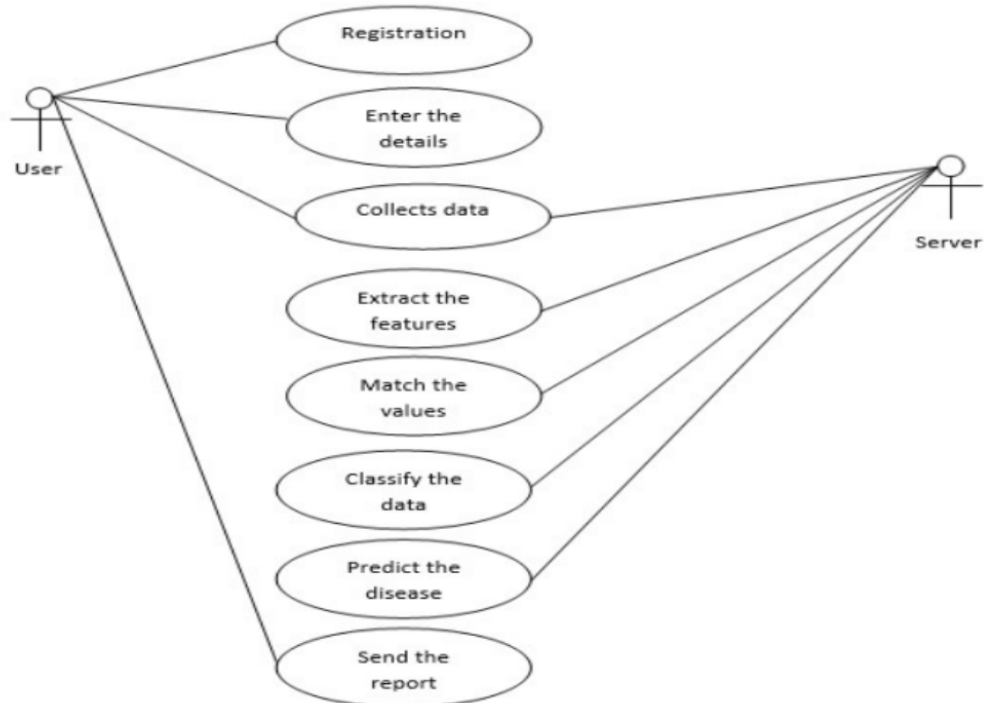 Registration
Enter the
details
User
Collects data
Server
Extract the
features
Match the
values
Classify the
data
Predict the
disease
Send the
report